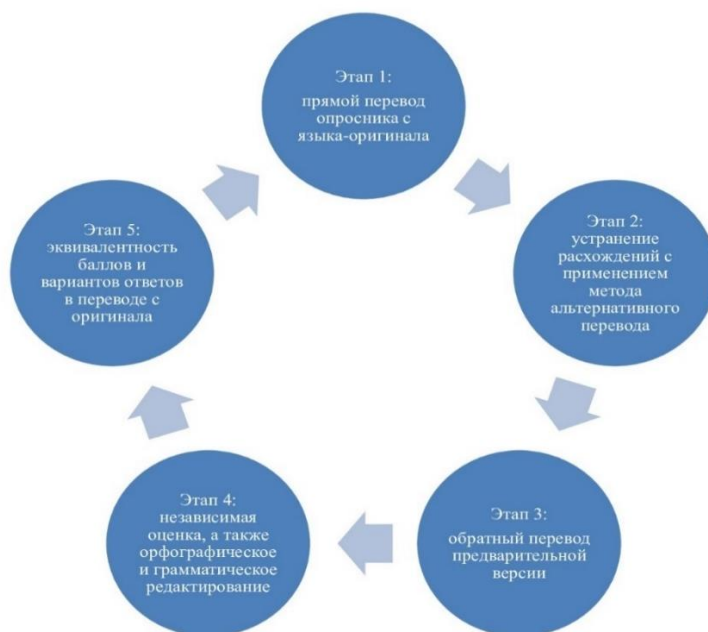 Этап 1:
прямой перевод
опросника с
языка-оригинала
Этап 2:
устранение
расхождений с
применением
метода
альтернативного
перевода
Этап 3:
обратный перевод
предварительной
версии
Этап 4:
независимая
оценка, а также
орфографическое
и грамматическое
редактирование
Этап 5:
эквивалентность
баллов и
вариантов ответов
в переводе с
оригинала